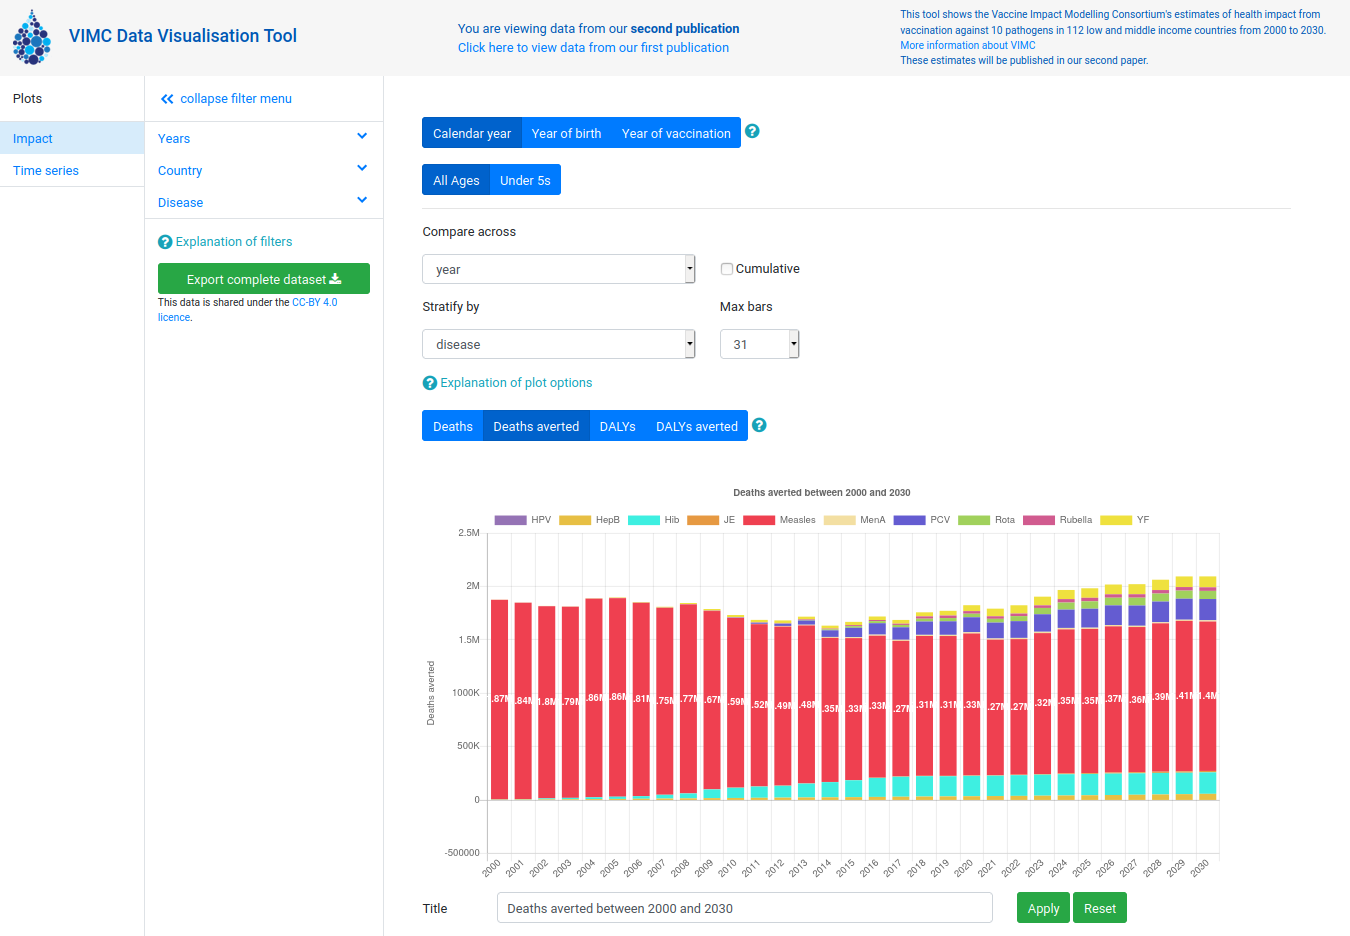 VIMC Data Visualisation Tool
You are viewing data from our second publication
Click here to view data from our first publication
This tool shows the Vaccine Impact Modelling Consortium's estimates of health impact from
vaccination against 10 pathogens in 112 low and middle income countries from 2000 to 2030.
More information about VIMC
These estimates will be published in our second paper.
Plots
Impact
Time series
collapse filter menu
Years
Country
Disease
Explanation of filters
Export complete dataset
This data is shared under the CC-BY 4.0
licence.
Calendar year Year of birth Year of vaccination ?
All Ages Under 5s
Compare across
year Cumulative
Stratify by Max bars
disease 31
? Explanation of plot options
Deaths Deaths averted DALYs DALYs averted ?
Deaths averted between 2000 and 2030
HPV HepB Hib JE Measles MenA PCV Rota Rubella YF
2.5M
2M
1.5M
1000K
500K
0
-500000
Deaths averted
.87M .84M 1.8M .79M .86M .86M .81M .75M .77M .67M .59M .52M .49M .48M .35M .33M .33M .27M .31M .31M .33M .27M .27M .32M .35M .35M .37M .36M .39M .41M 1.4M
2000 2001 2002 2003 2004 2005 2006 2007 2008 2009 2010 2011 2012 2013 2014 2015 2016 2017 2018 2019 2020 2021 2022 2023 2024 2025 2026 2027 2028 2029 2030
Title Deaths averted between 2000 and 2030 Apply Reset